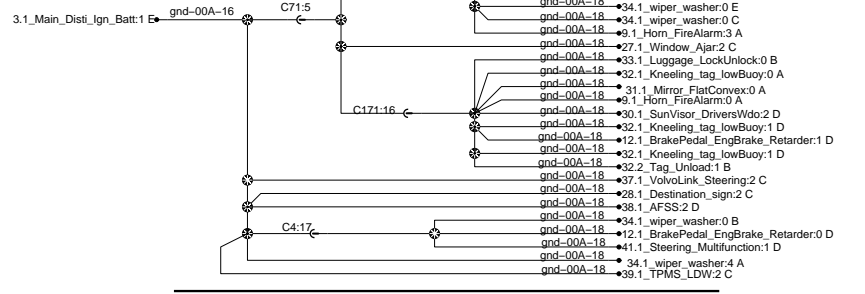 gnd-00A-18 34.1_wiper_washer:0 E
gnd-00A-16 C71:5 gnd-00A-18 34.1_wiper_washer:0 C
3.1_Main_Disti_Ign_Batt:1 E
gnd-00A-18 9.1_Horn_FireAlarm:3 A
gnd-00A-18 27.1_Window_Ajar:2 C
gnd-00A-18 33.1_Luggage_LockUnlock:0 B
gnd-00A-18 32.1_Kneeling_tag_lowBuoy:0 A
gnd-00A-18 31.1_Mirror_FlatConvex:0 A
gnd-00A-18 9.1_Horn_FireAlarm:0 A
C171:16 gnd-00A-18 30.1_SunVisor_DriversWdo:2 D
gnd-00A-18 32.1_Kneeling_tag_lowBuoy:1 D
gnd-00A-18 12.1_BrakePedal_EngBrake_Retarder:1 D
gnd-00A-18 32.1_Kneeling_tag_lowBuoy:1 D
gnd-00A-18 32.2_Tag_Unload:1 B
gnd-00A-18 37.1_VolvoLink_Steering:2 C
gnd-00A-18 28.1_Destination_sign:2 C
gnd-00A-18 38.1_AFSS:2 D
gnd-00A-18 34.1_wiper_washer:0 B
C4:17 gnd-00A-18 12.1_BrakePedal_EngBrake_Retarder:0 D
gnd-00A-18 41.1_Steering_Multifunction:1 D
gnd-00A-18 34.1_wiper_washer:4 A
gnd-00A-18 39.1_TPMS_LDW:2 C